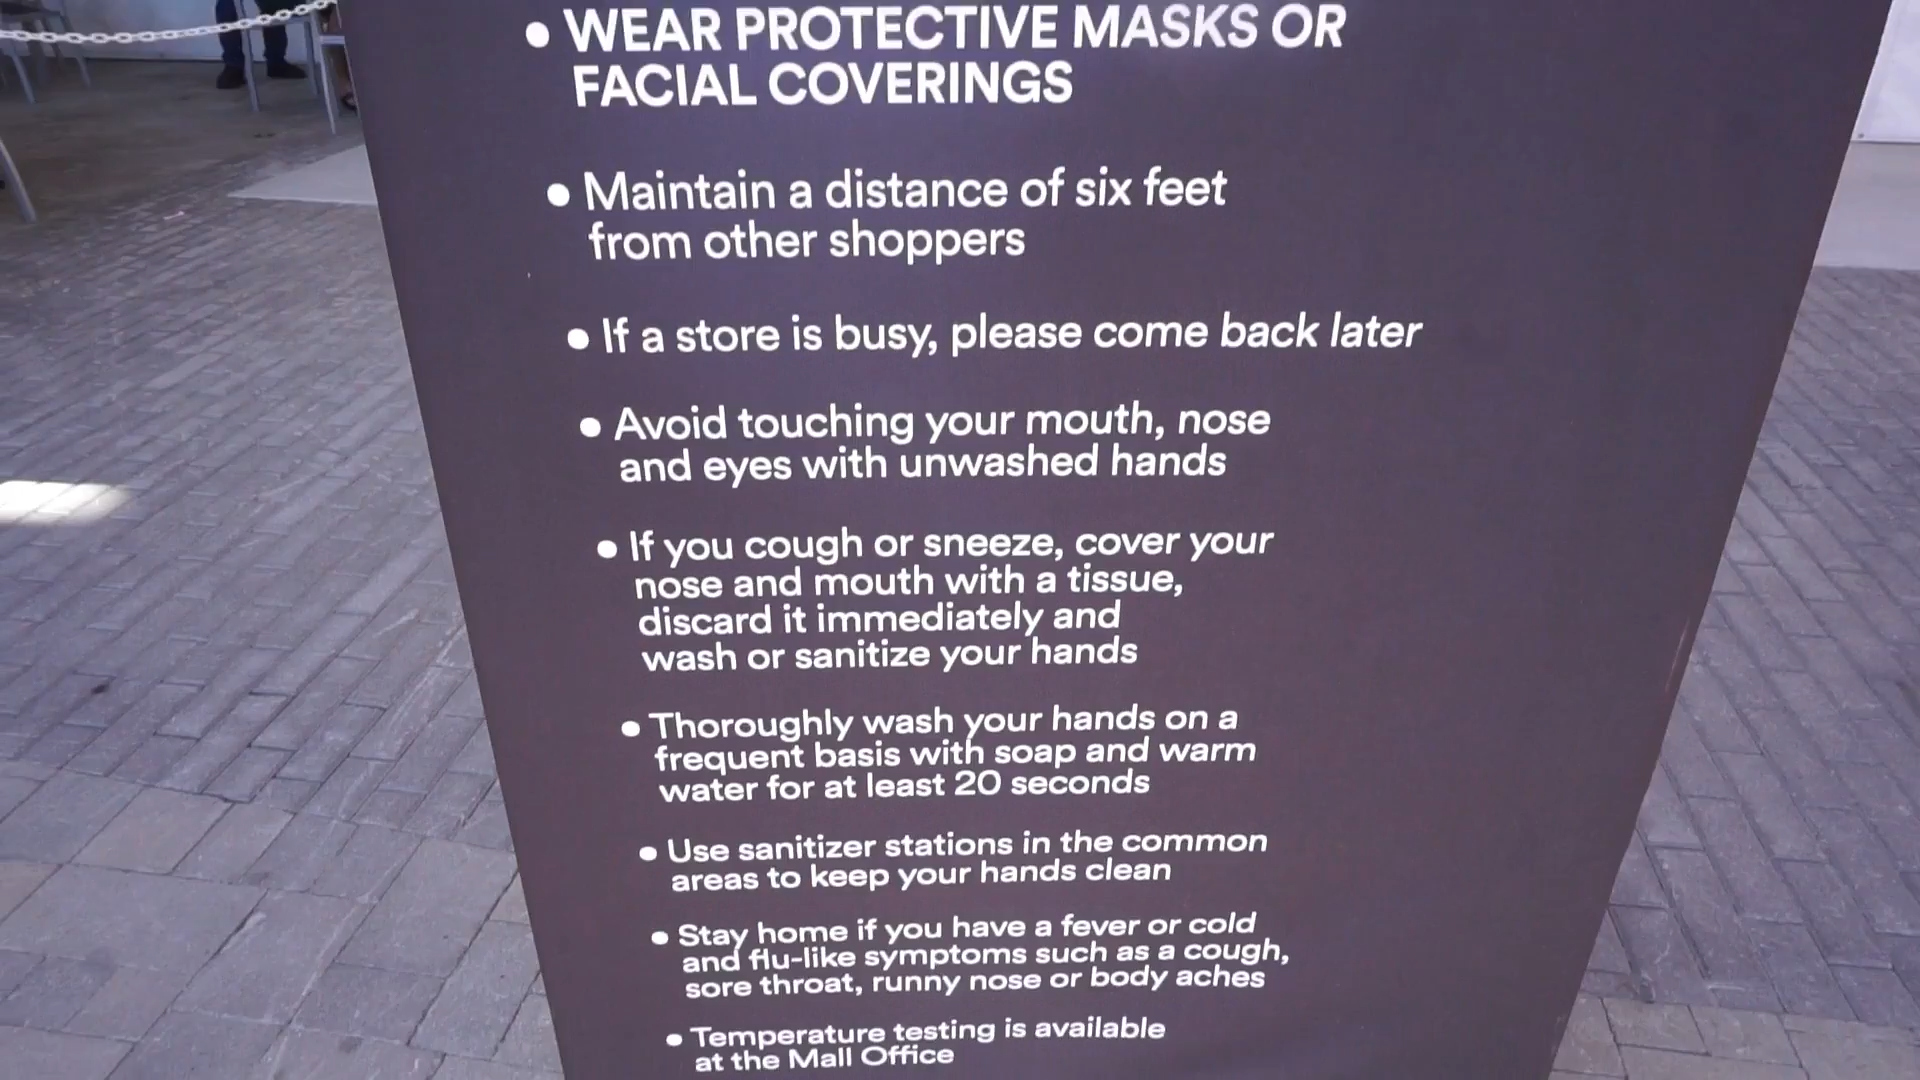 • WEAR PROTECTIVE MASKS OR
FACIAL COVERINGS
• Maintain a distance of six feet
from other shoppers
• If a store is busy, please come back later
• Avoid touching your mouth, nose
and eyes with unwashed hands
• If you cough or sneeze, cover your
nose and mouth with a tissue,
discard it immediately and
wash or sanitize your hands
• Thoroughly wash your hands on a
frequent basis with soap and warm
water for at least 20 seconds
• Use sanitizer stations in the common
areas to keep your hands clean
• Stay home if you have a fever or cold
and flu-like symptoms such as a cough,
sore throat, runny nose or body aches
• Temperature testing is available
at the Mall Office